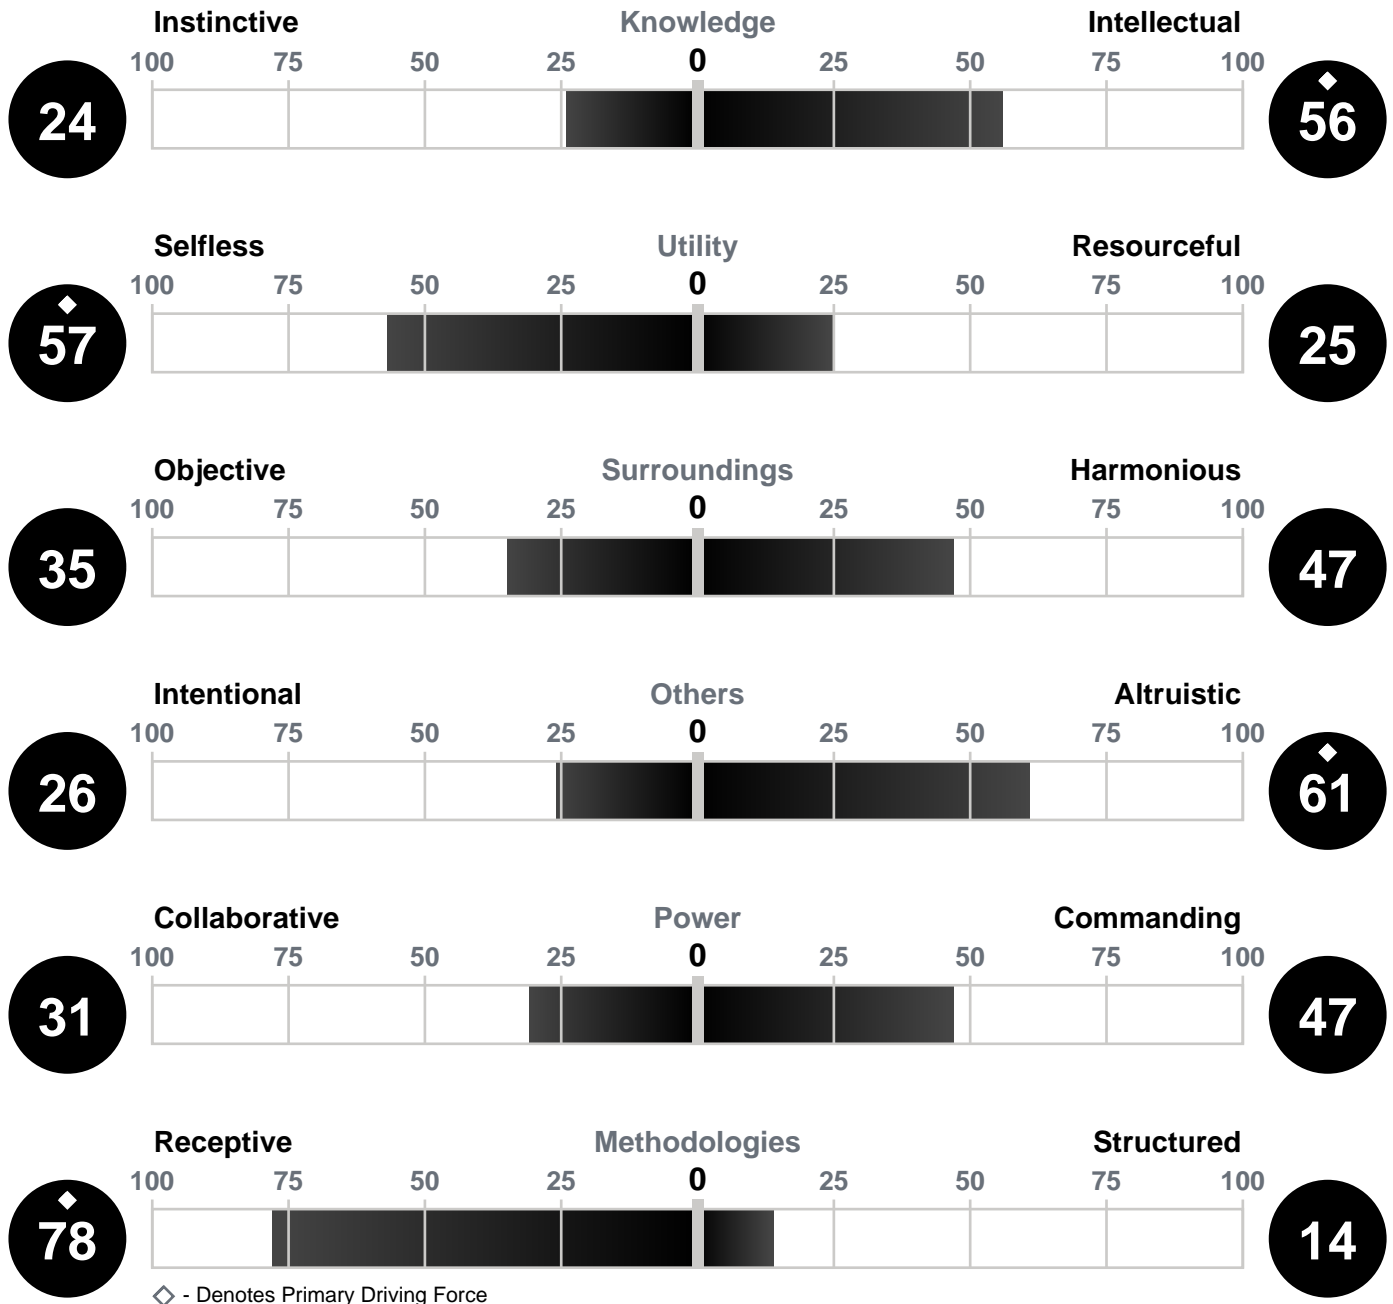 Instinctive Knowledge Intellectual
100 75 50 25 0 25 50 75 100
24 56
Selfless Utility Resourceful
100 75 50 25 0 25 50 75 100
57 25
Objective Surroundings Harmonious
100 75 50 25 0 25 50 75 100
35 47
Intentional Others Altruistic
100 75 50 25 0 25 50 75 100
26 61
Collaborative Power Commanding
100 75 50 25 0 25 50 75 100
31 47
Receptive Methodologies Structured
100 75 50 25 0 25 50 75 100
78 14
- Denotes Primary Driving Force